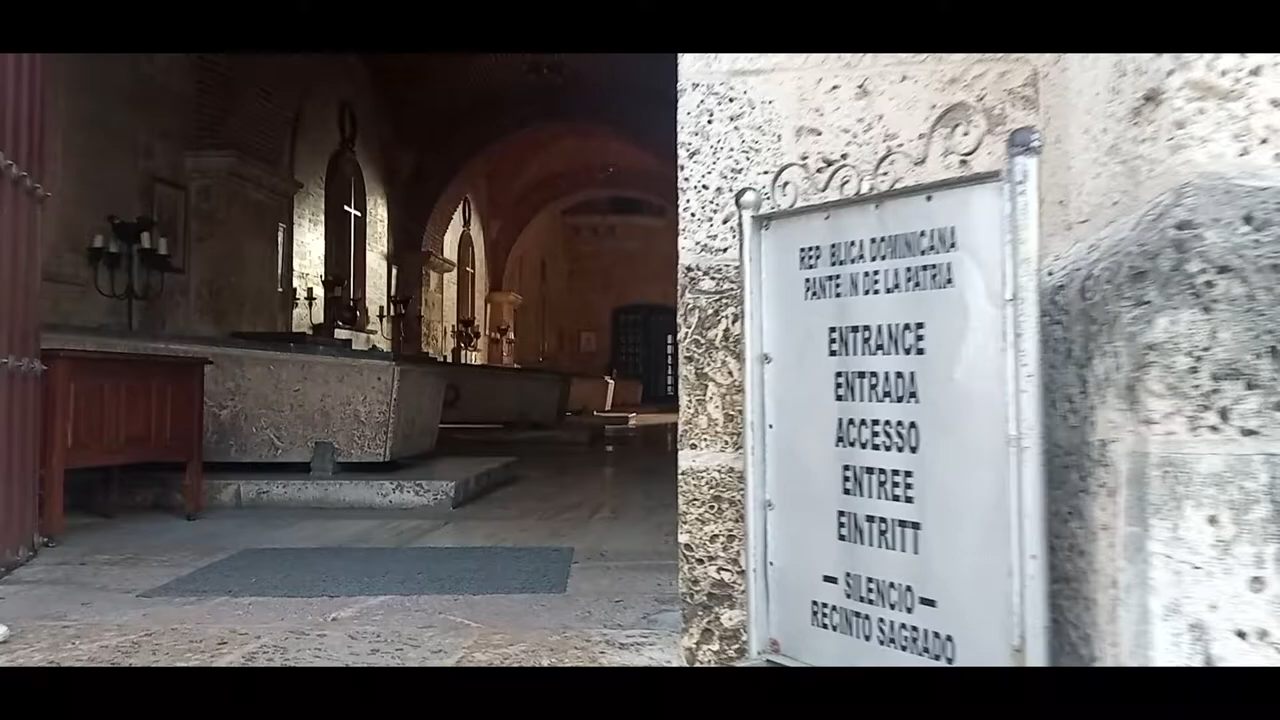 REP BLICA DOMINICANA
PANTE N DE LA PATRIA
ENTRANCE
ENTRADA
ACCESSO
ENTREE
EINTRITT
— SILENCIO —
RECINTO SAGRADO